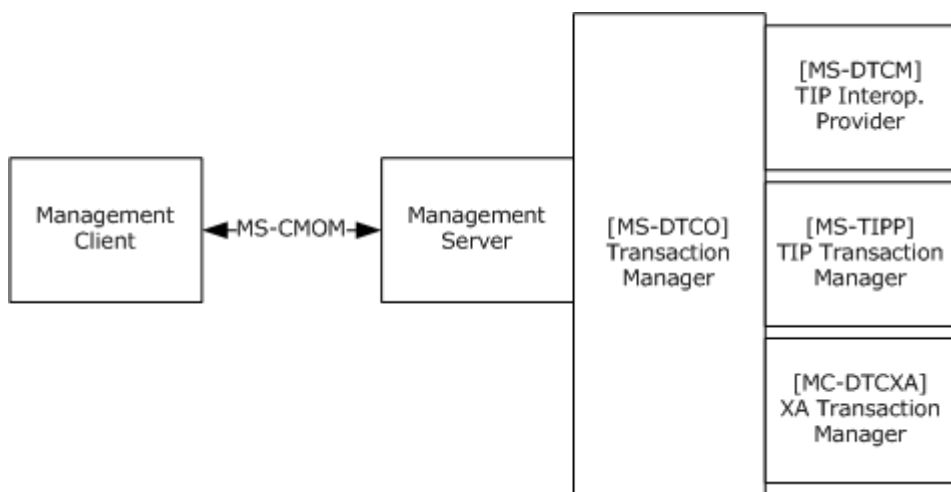 Management
Client
MS-CMOM
Management
Server
[MS-DTCO]
Transaction
Manager
[MS-DTCM]
TIP Interop.
Provider
[MS-TIPP]
TIP Transaction
Manager
[MC-DTCXA]
XA Transaction
Manager